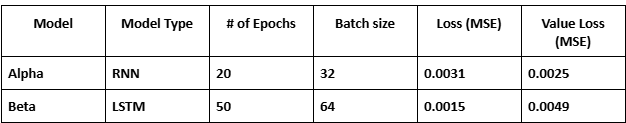 Model Model Type # of Epochs Batch size Loss (MSE) Value Loss
(MSE)
Alpha RNN 20 32 0.0031 0.0025
Beta LSTM 50 64 0.0015 0.0049